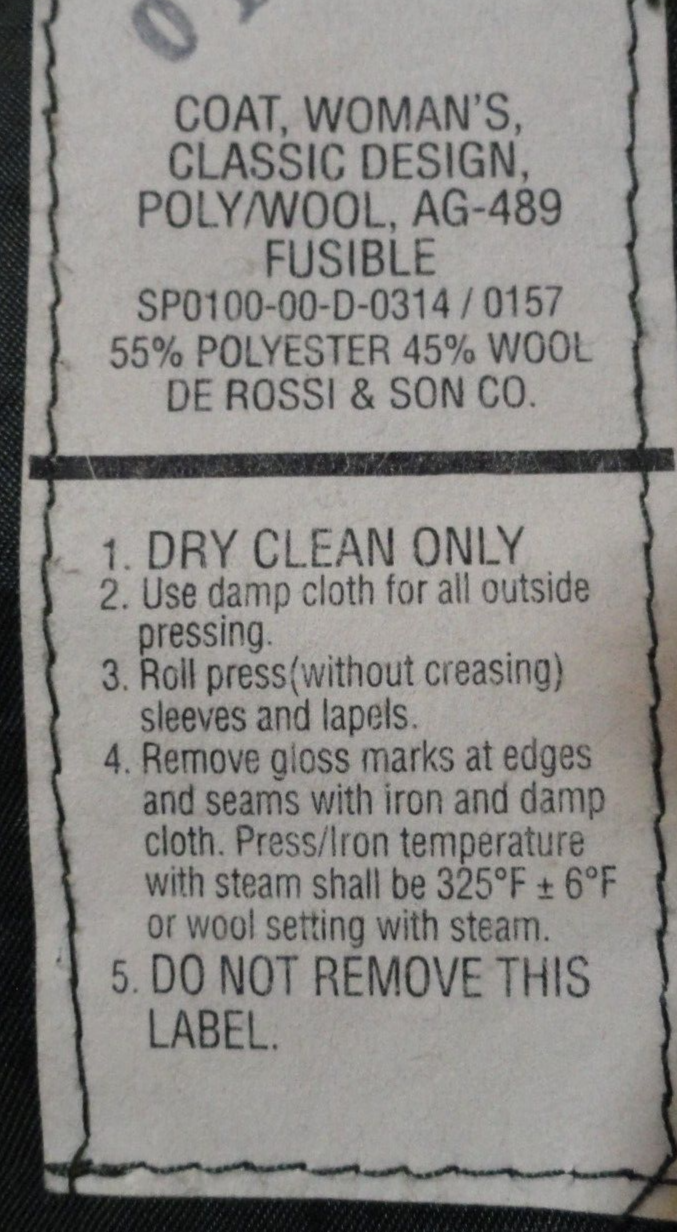 0
COAT, WOMAN'S,
CLASSIC DESIGN,
POLY/WOOL, AG-489
FUSIBLE
SP0100-00-D-0314 / 0157
55% POLYESTER 45% WOOL
DE ROSSI & SON CO.
1. DRY CLEAN ONLY
2. Use damp cloth for all outside
pressing.
3. Roll press(without creasing)
sleeves and lapels.
4. Remove gloss marks at edges
and seams with iron and damp
cloth. Press/Iron temperature
with steam shall be 325°F ± 6°F
or wool setting with steam.
5. DO NOT REMOVE THIS
LABEL.